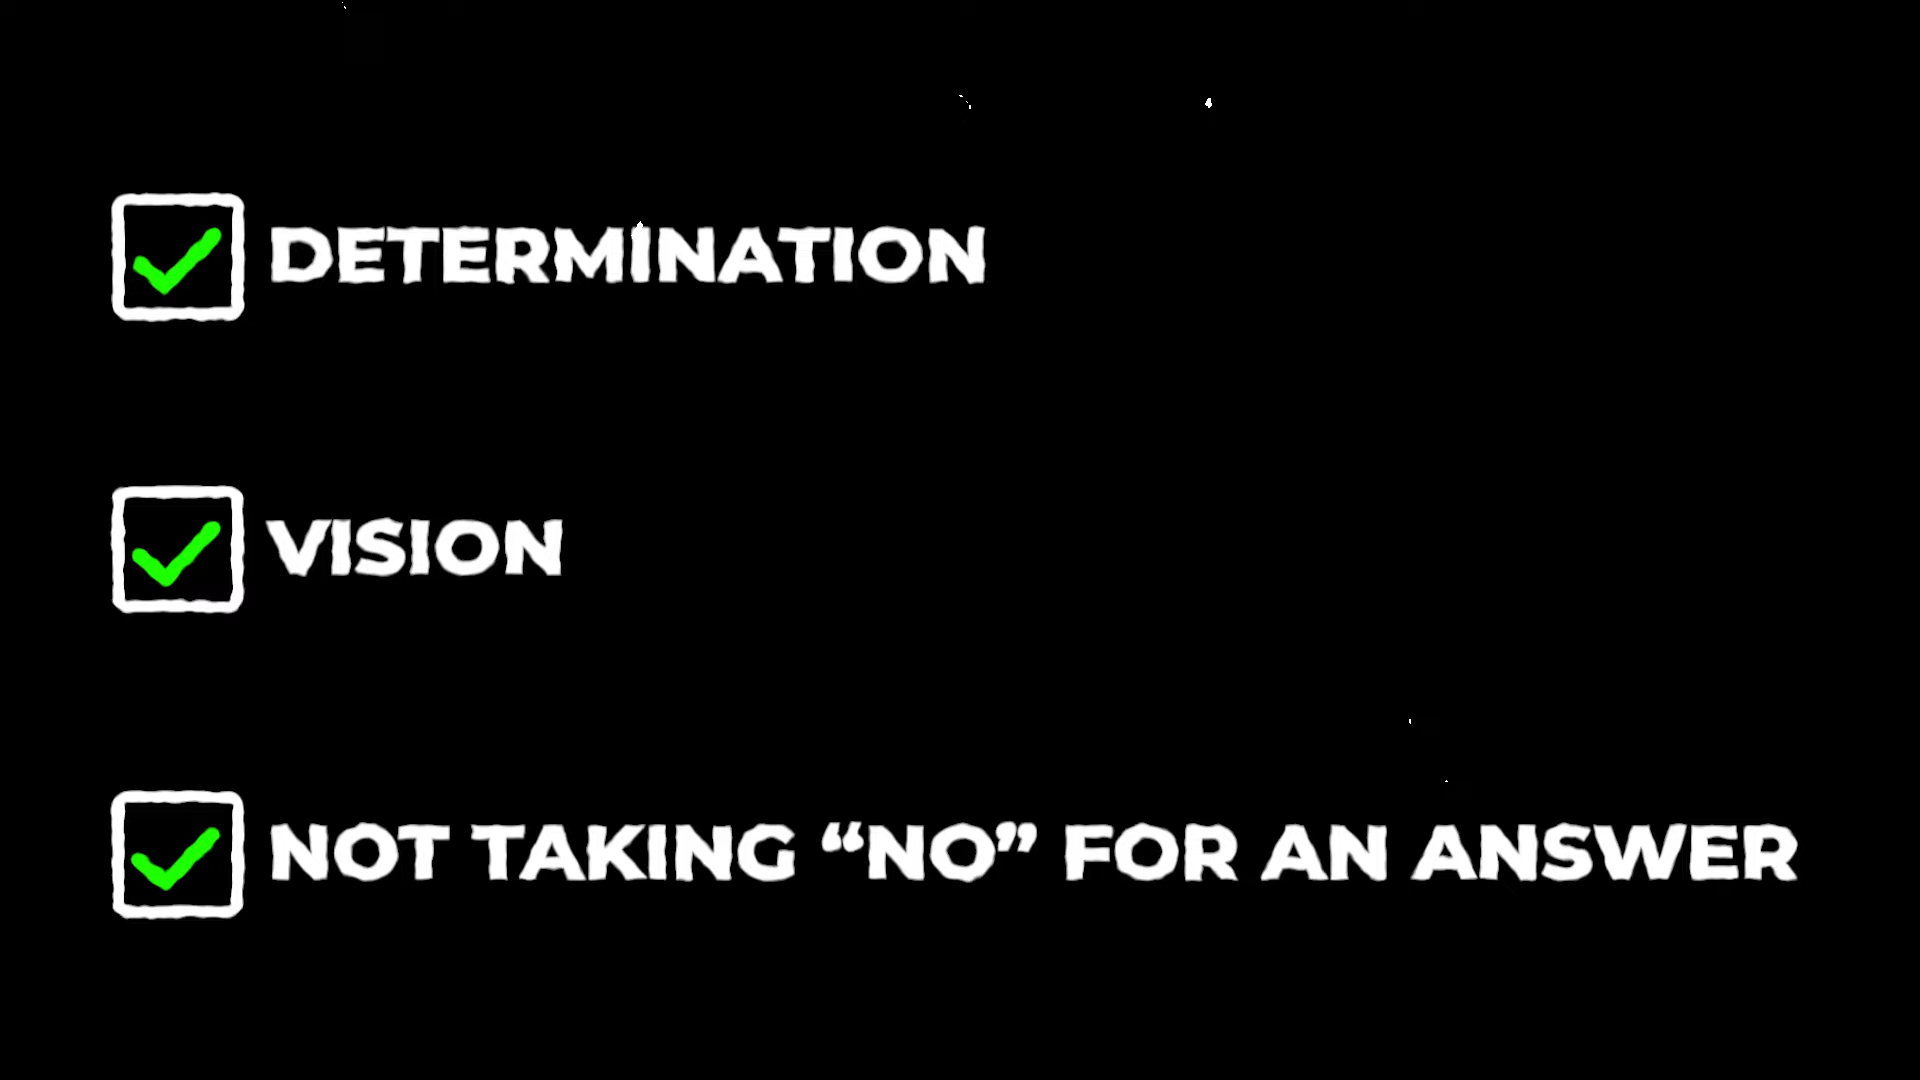 DETERMINATION
VISION
NOT TAKING “NO” FOR AN ANSWER